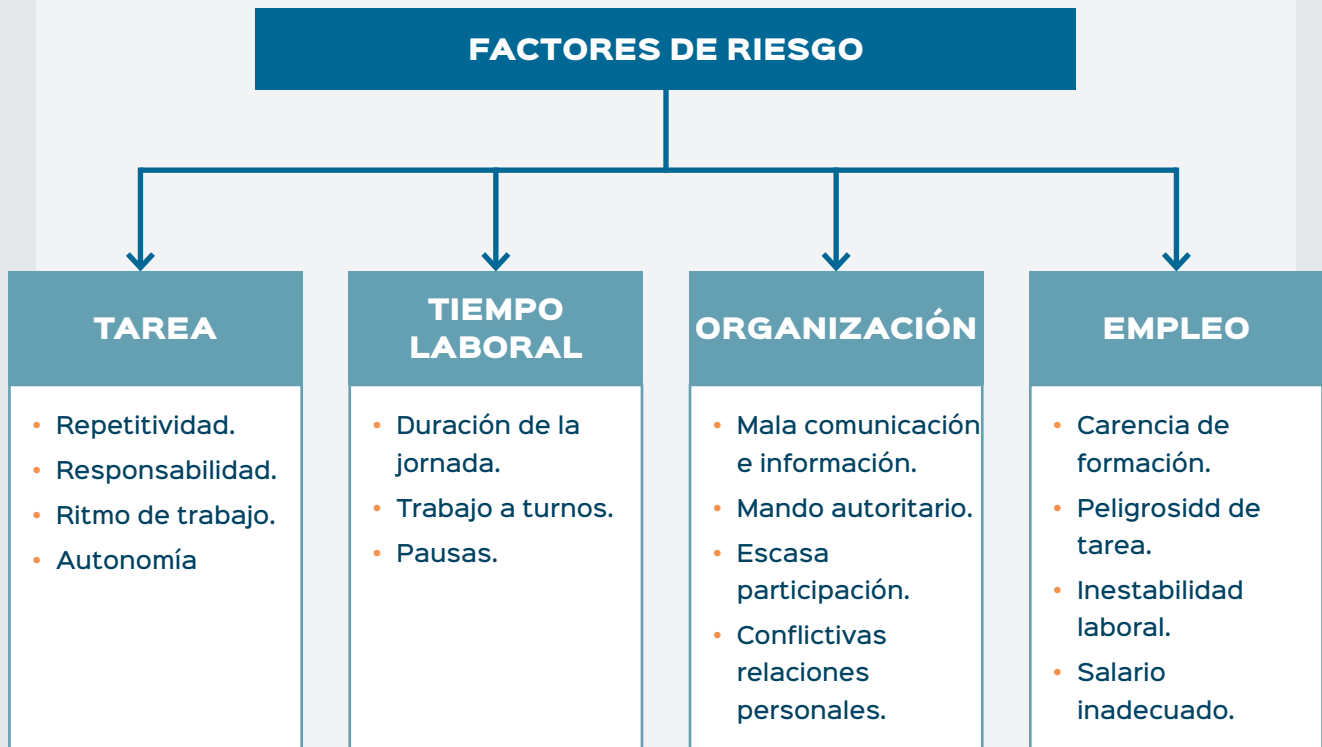 FACTORES DE RIESGO
TAREA
• Repetitividad.
• Responsabilidad.
• Ritmo de trabajo.
• Autonomía
TIEMPO
LABORAL
• Duración de la
jornada.
• Trabajo a turnos.
• Pausas.
ORGANIZACIÓN
• Mala comunicación
e información.
• Mando autoritario.
• Escasa
participación.
• Conflictivas
relaciones
personales.
EMPLEO
• Carencia de
formación.
• Peligrosidd de
tarea.
• Inestabilidad
laboral.
• Salario
inadecuado.